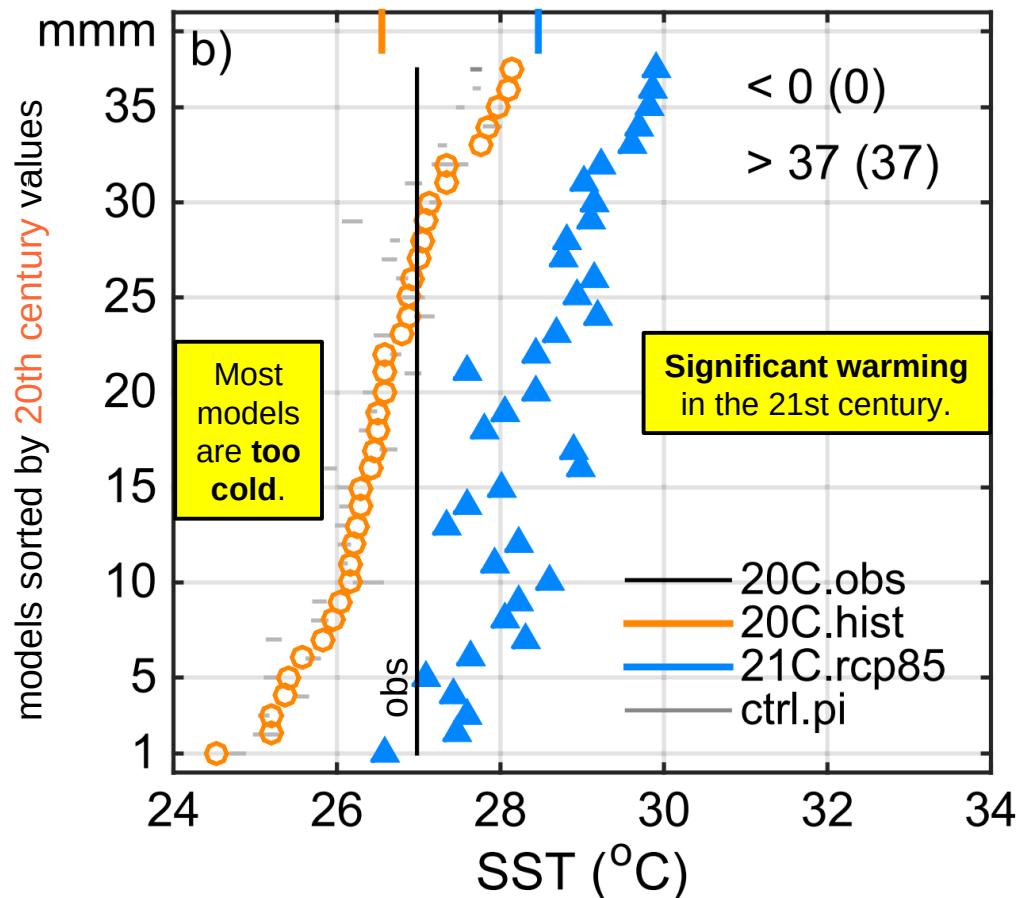 mmm
b)
< 0 (0)
> 37 (37)
35
30
25
20
15
10
5
1
models sorted by 20th century values
Most
models
are too
cold.
Significant warming
in the 21st century.
obs
20C.obs
20C.hist
21C.rcp85
ctrl.pi
24 26 28 30 32 34
SST (°C)